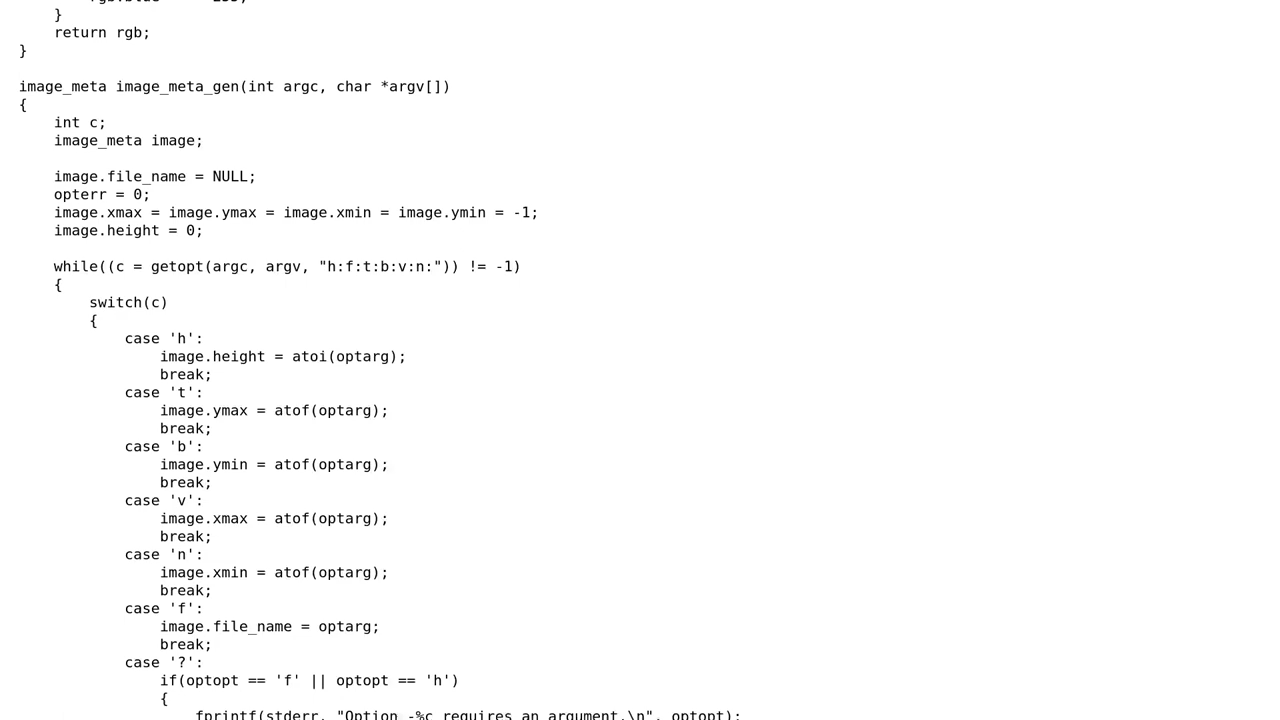 }
    return rgb;
}

image_meta image_meta_gen(int argc, char *argv[])
{
    int c;
    image_meta image;

    image.file_name = NULL;
    opterr = 0;
    image.xmax = image.ymax = image.xmin = image.ymin = -1;
    image.height = 0;

    while((c = getopt(argc, argv, "h:f:t:b:v:n:")) != -1)
    {
        switch(c)
        {
            case 'h':
                image.height = atoi(optarg);
                break;
            case 't':
                image.ymax = atof(optarg);
                break;
            case 'b':
                image.ymin = atof(optarg);
                break;
            case 'v':
                image.xmax = atof(optarg);
                break;
            case 'n':
                image.xmin = atof(optarg);
                break;
            case 'f':
                image.file_name = optarg;
                break;
            case '?':
                if(optopt == 'f' || optopt == 'h')
                {
                    fprintf(stderr, "Option -%c requires an argument.\n", optopt);